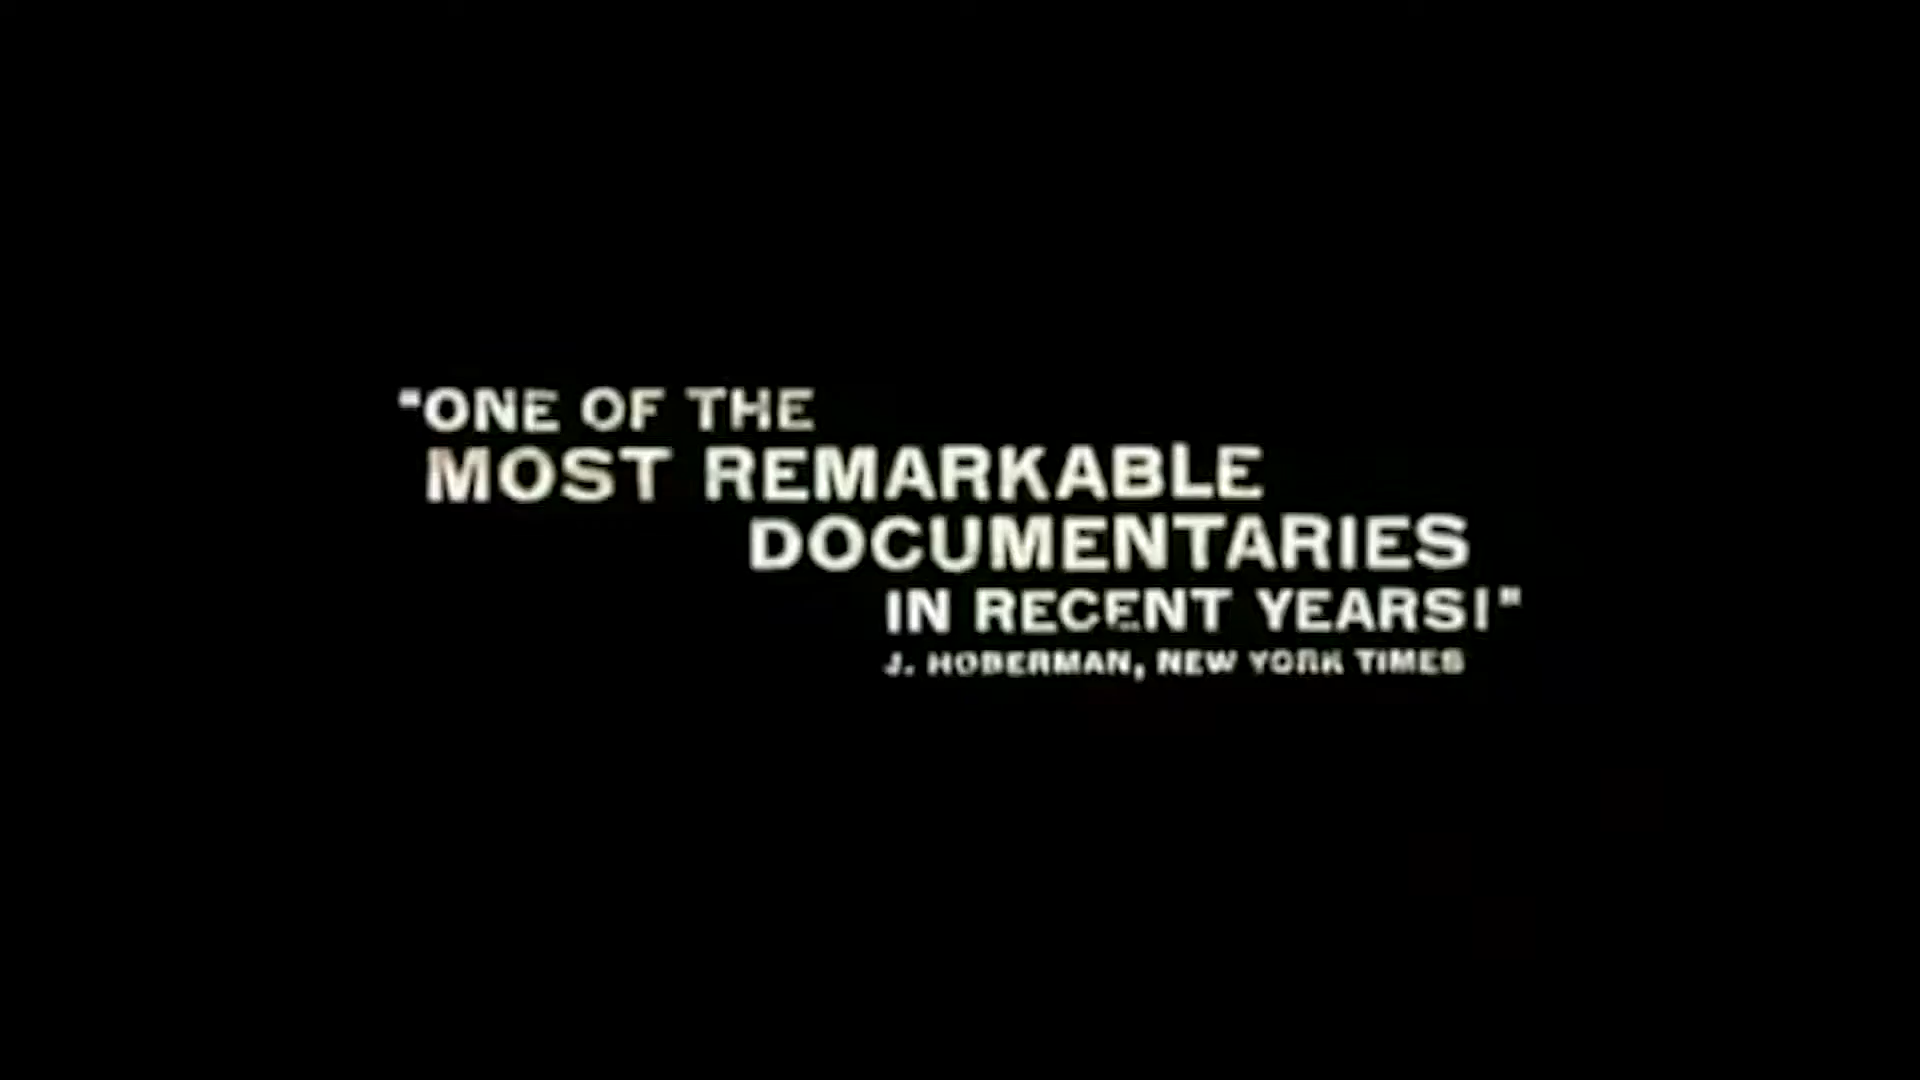 "ONE OF THE
MOST REMARKABLE
DOCUMENTARIES
IN RECENT YEARS!"
J. HOBERMAN, NEW YORK TIMES